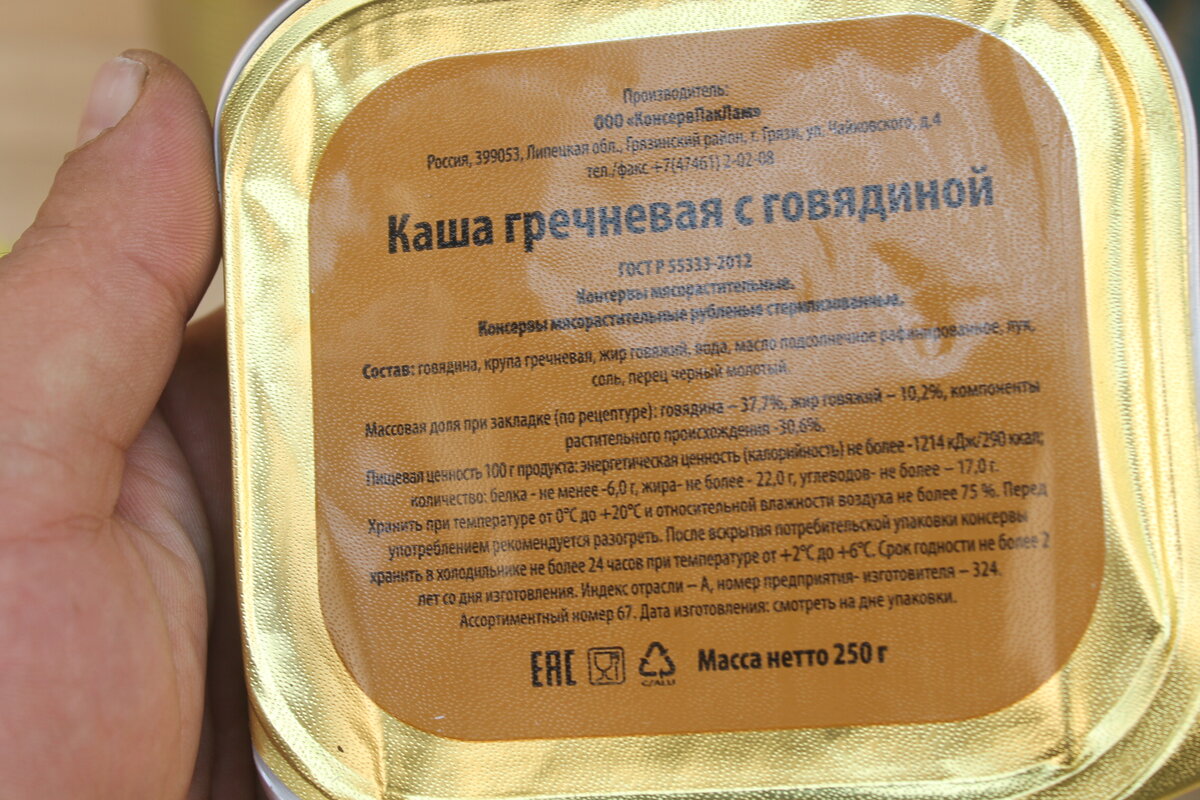 Производитель:
ООО «КонсервПакЛам»
Россия, 399053, Липецкая обл., Грязинский район, г. Грязи, ул. Чайковского, д.4
тел./факс +7(47461) 2-02-08
Каша гречневая с говядиной
ГОСТ Р 55333-2012
Консервы мясорастительные.
Консервы мясорастительные рубленые стерилизованные.
Состав: говядина, крупа гречневая, жир говяжий, вода, масло подсолнечное рафинированное, лук,
соль, перец черный молотый.
Массовая доля при закладке (по рецептуре): говядина – 37,7%, жир говяжий – 10,2%, компоненты
растительного происхождения -30,6%.
Пищевая ценность 100 г продукта: энергетическая ценность (калорийность) не более -1214 кДж/290 ккал;
количество: белка - не менее -6,0 г, жира- не более - 22,0 г, углеводов- не более – 17,0 г.
Хранить при температуре от 0°С до +20°С и относительной влажности воздуха не более 75 %. Перед
употреблением рекомендуется разогреть. После вскрытия потребительской упаковки консервы
хранить в холодильнике не более 24 часов при температуре от +2°С до +6°С. Срок годности не более 2
лет со дня изготовления. Индекс отрасли – А, номер предприятия- изготовителя – 324.
Ассортиментный номер 67. Дата изготовления: смотреть на дне упаковки.
ЕАС C/ALU Масса нетто 250 г